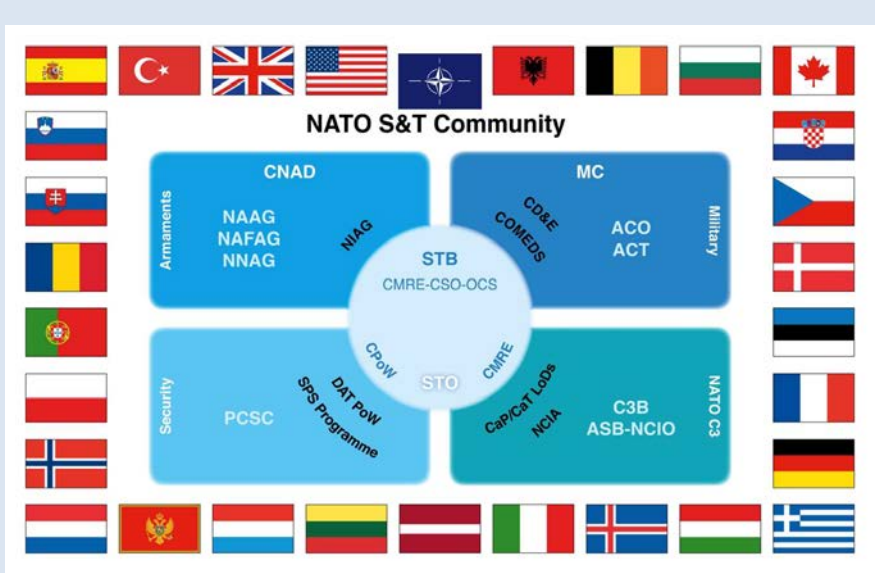 NATO S&T Community
CNAD
Armaments
NAAG
NAFAG
NNAG
NIAG
MC
CD&E
COMEDS
ACO
ACT
Military
STB
CMRE-CSO-OCS
CPoW
CMRE
STO
Security
PCSC
DAT PoW
SPS Programme
CaP/CaT LoDs
NCIA
C3B
ASB-NCIO
NATO C3